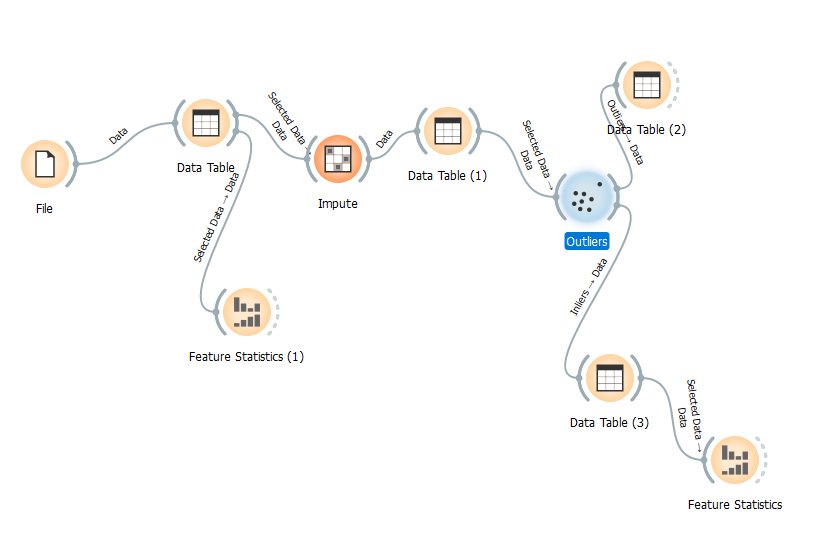 Data
File
Data Table
Selected Data →
Data
Selected Data → Data
Feature Statistics (1)
Impute
Data
Data Table (1)
Selected Data →
Data
Outliers
Outliers → Data
Data Table (2)
Inliers → Data
Data Table (3)
Selected Data →
Data
Feature Statistics